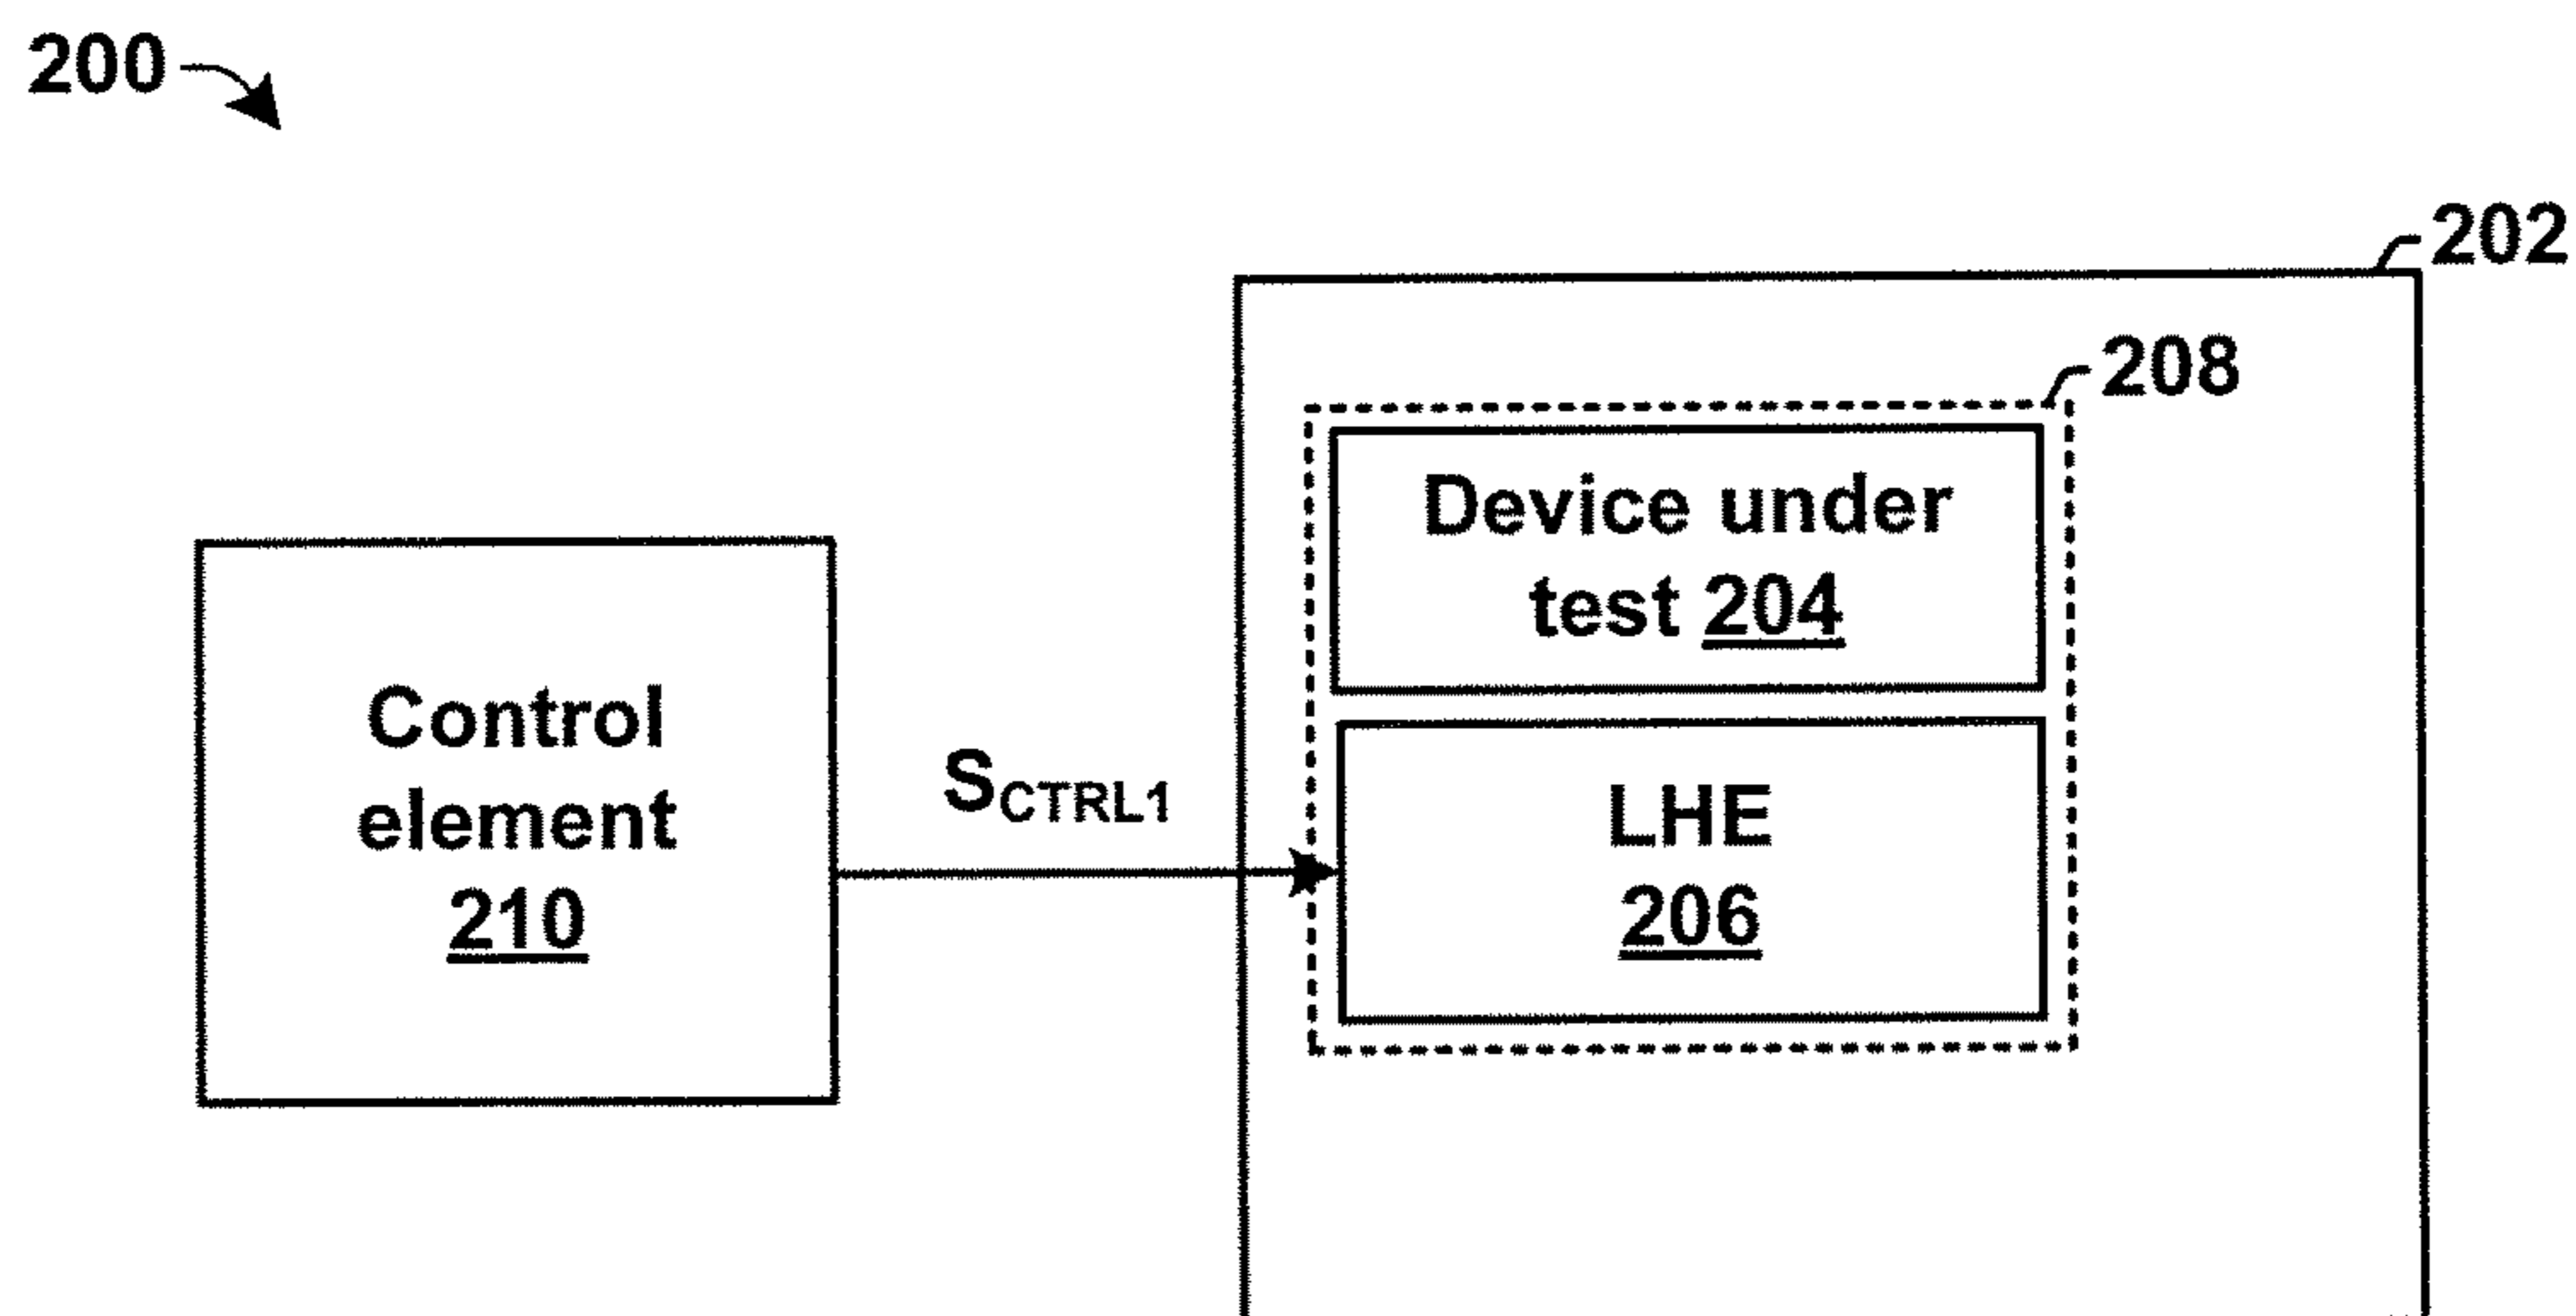 200
202
208
Device under
test 204
Control
element
210
SCTRL1
LHE
206